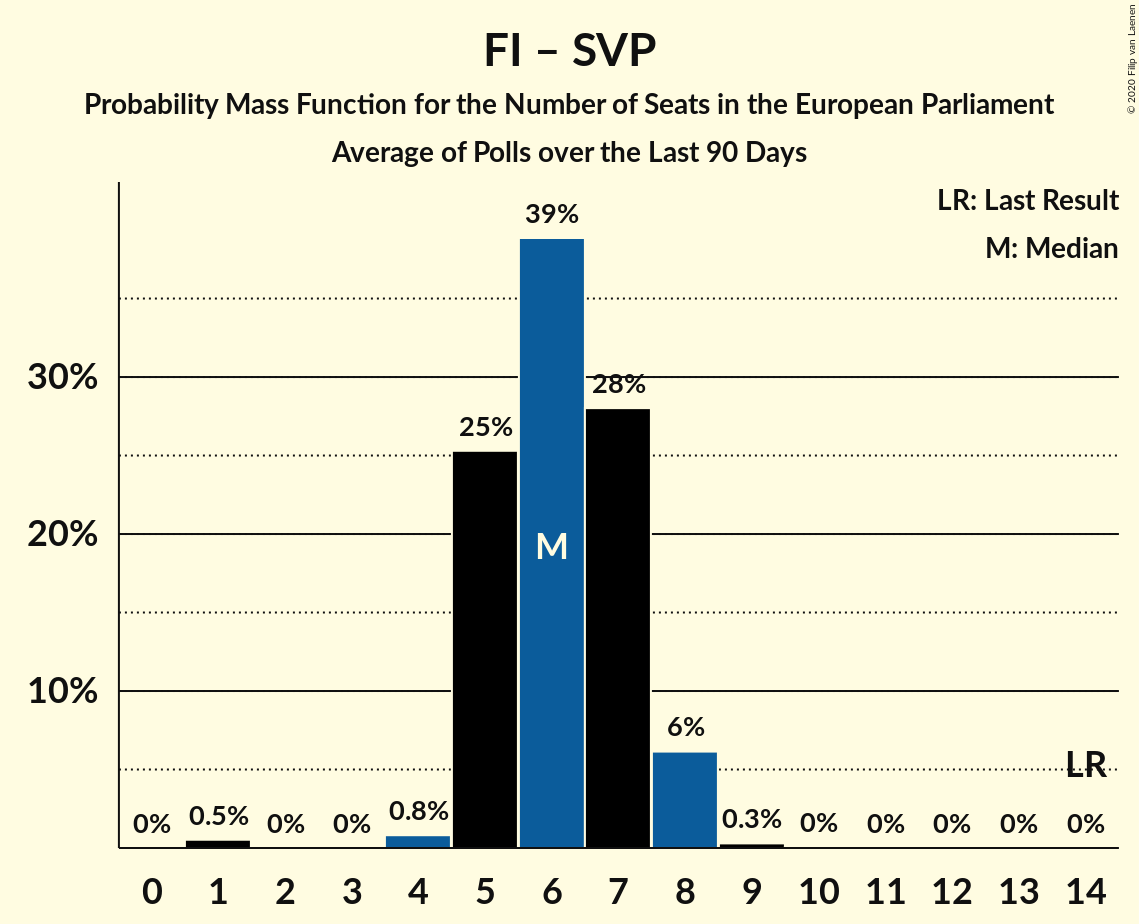 FI – SVP
Probability Mass Function for the Number of Seats in the European Parliament
Average of Polls over the Last 90 Days
© 2020 Filip van Laenen
LR: Last Result
M: Median
39%
30%
28%
25%
20%
M
10%
6%
LR
0% 0.5% 0% 0% 0.8% 0.3% 0% 0% 0% 0% 0%
0 1 2 3 4 5 6 7 8 9 10 11 12 13 14